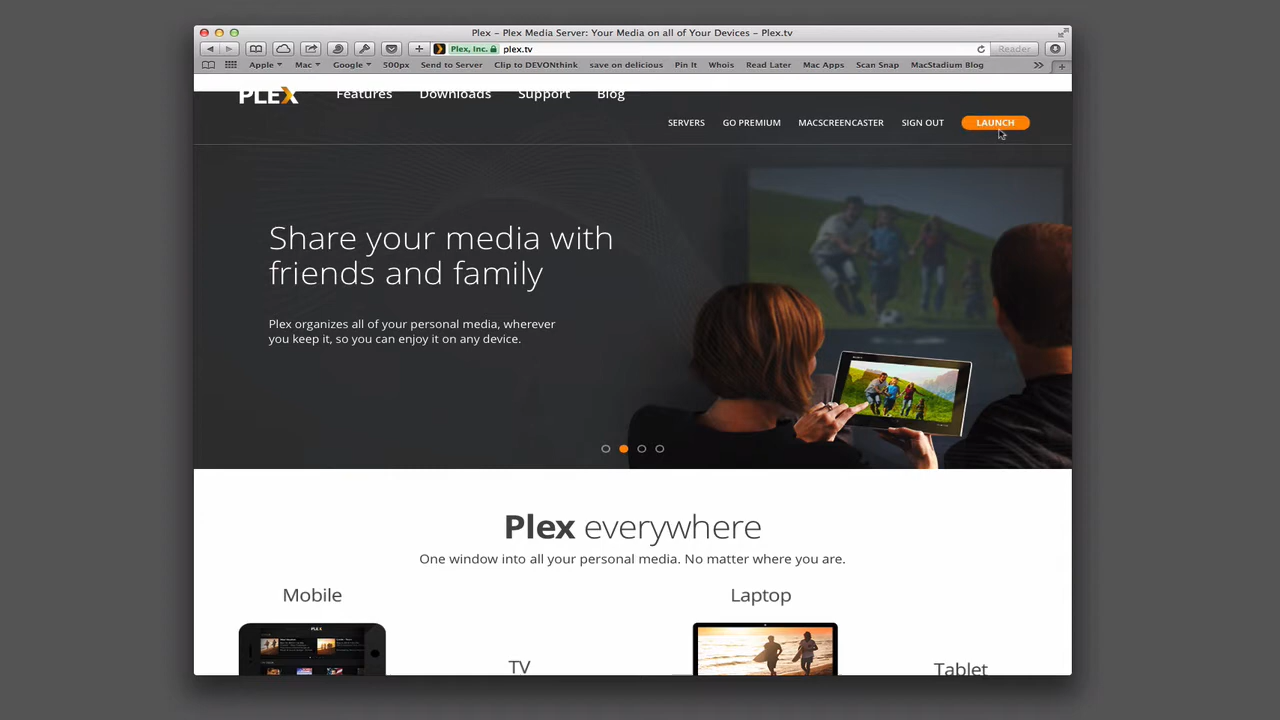 Plex – Plex Media Server: Your Media on all of Your Devices – Plex.tv
Plex, Inc. plex.tv Reader
Apple Mac Google 500px Send to Server Clip to DEVONthink save on delicious Pin It Whois Read Later Mac Apps Scan Snap MacStadium Blog
PLEX Features Downloads Support Blog
SERVERS GO PREMIUM MACSCREENCASTER SIGN OUT LAUNCH
Share your media with
friends and family
Plex organizes all of your personal media, wherever
you keep it, so you can enjoy it on any device.
Plex everywhere
One window into all your personal media. No matter where you are.
Mobile
Laptop
PLEX
TV
Tablet